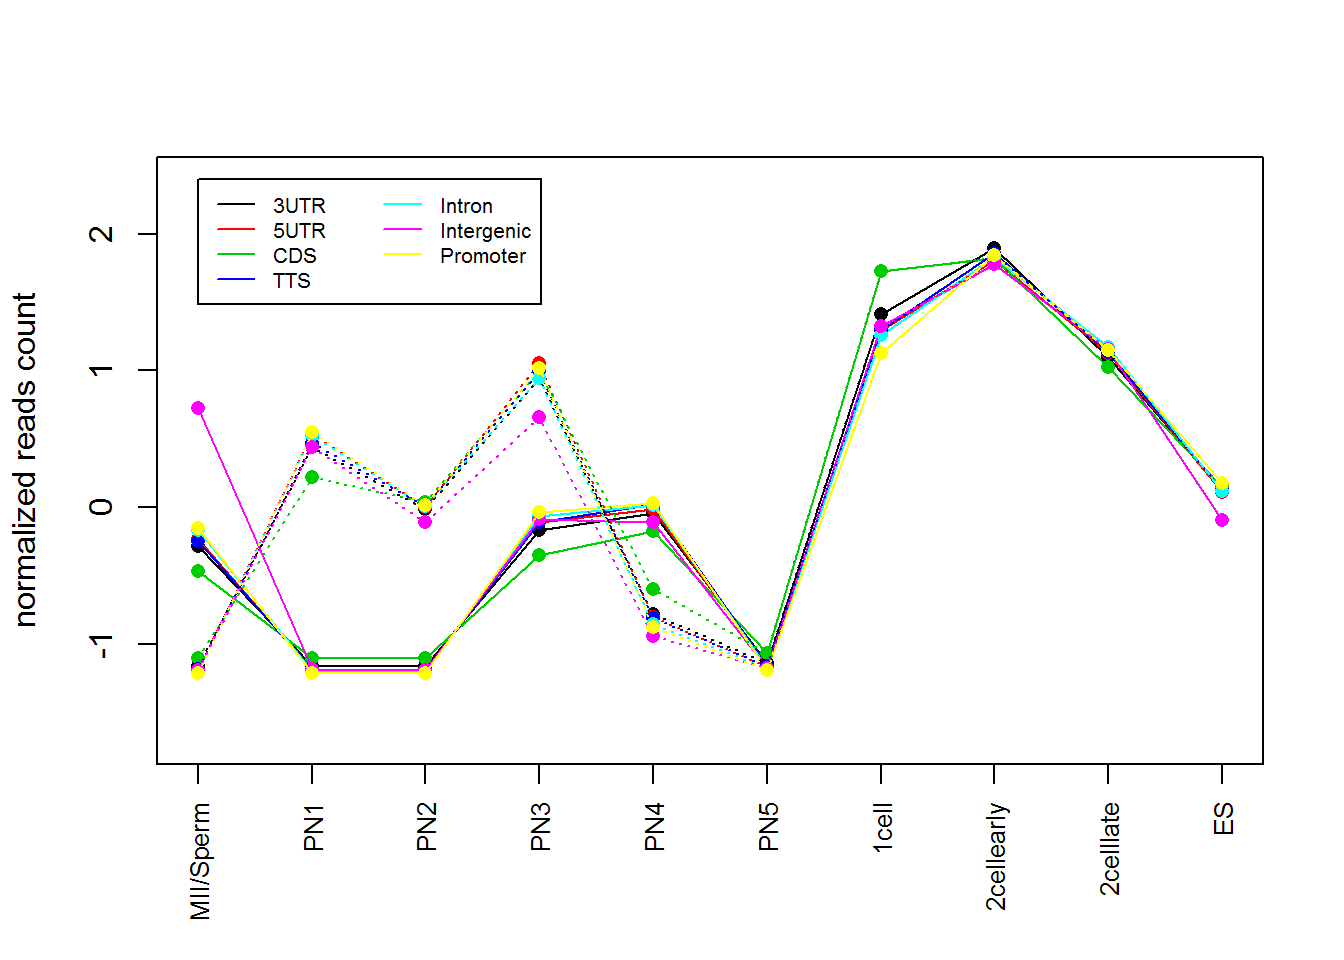 3UTR
5UTR
CDS
TTS
Intron
Intergenic
Promoter
normalized reads count
2
1
0
-1
MII/Sperm
PN1
PN2
PN3
PN4
PN5
1cell
2cellearly
2celllate
ES